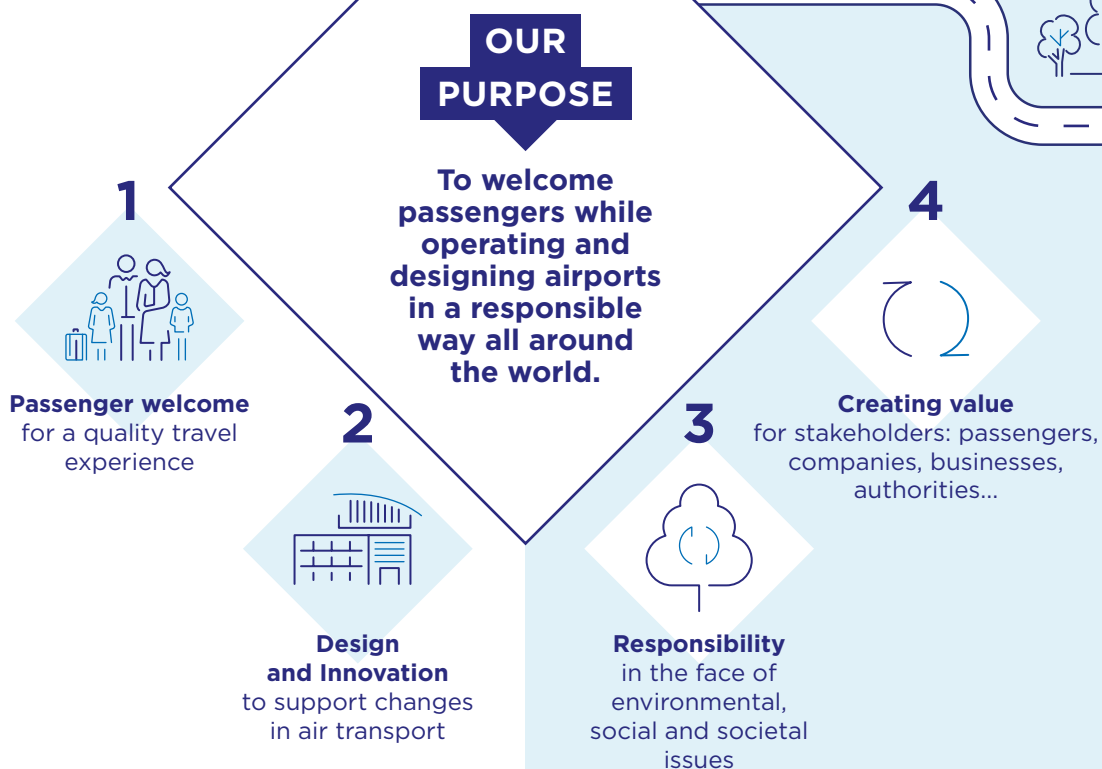 OUR
PURPOSE
To welcome
passengers while
operating and
designing airports
in a responsible
way all around
the world.
1
Passenger welcome
for a quality travel
experience
2
Design
and Innovation
to support changes
in air transport
3
Responsibility
in the face of
environmental,
social and societal
issues
4
Creating value
for stakeholders: passengers,
companies, businesses,
authorities...